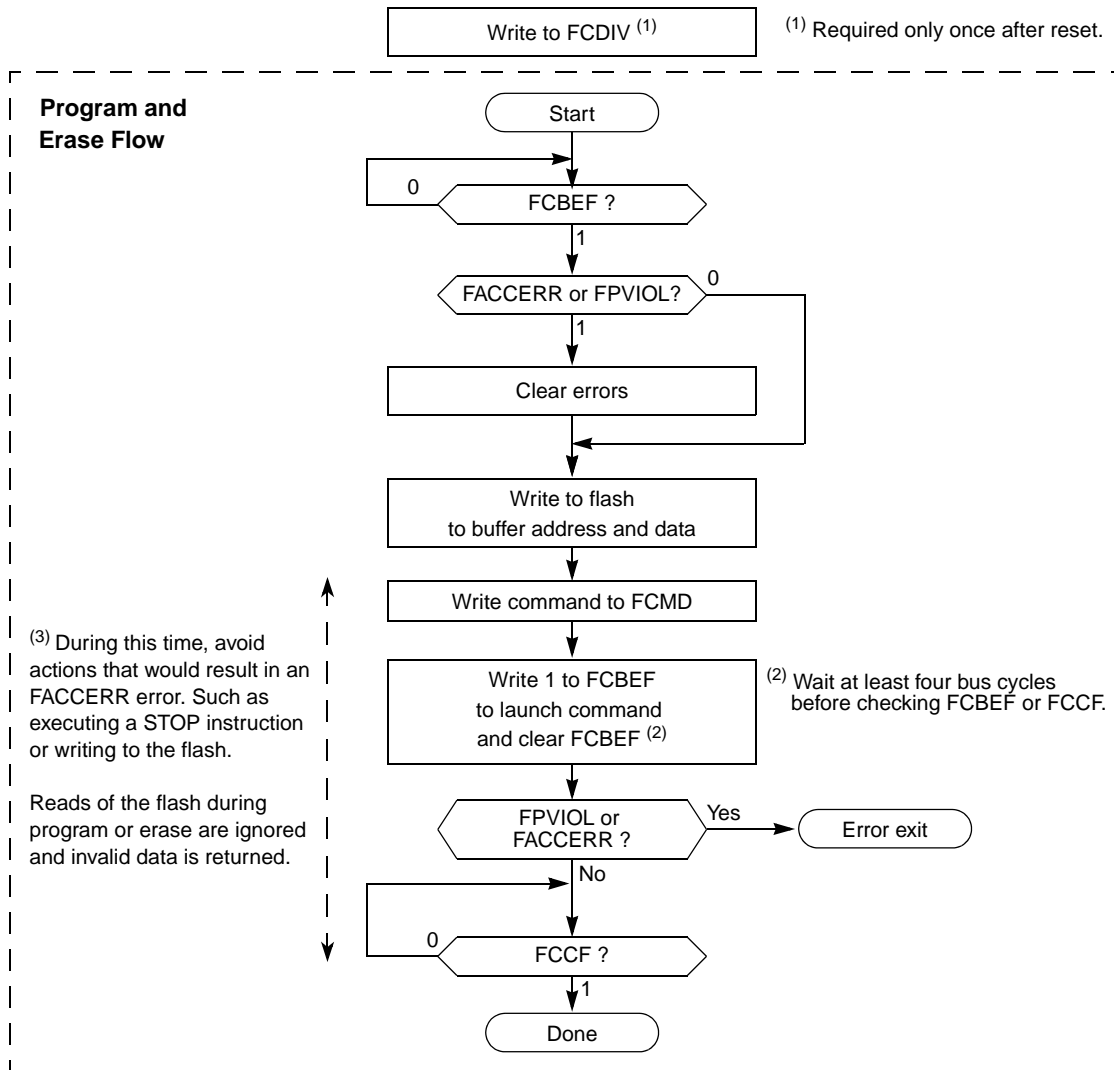 Write to FCDIV (1)
(1) Required only once after reset.
Program and
Erase Flow
Start
0
FCBEF ?
1
FACCERR or FPVIOL?
0
1
Clear errors
Write to flash
to buffer address and data
Write command to FCMD
(3) During this time, avoid
actions that would result in an
FACCERR error. Such as
executing a STOP instruction
or writing to the flash.
Reads of the flash during
program or erase are ignored
and invalid data is returned.
Write 1 to FCBEF
to launch command
and clear FCBEF (2)
(2) Wait at least four bus cycles
before checking FCBEF or FCCF.
FPVIOL or
FACCERR ?
Yes
Error exit
No
0
FCCF ?
1
Done